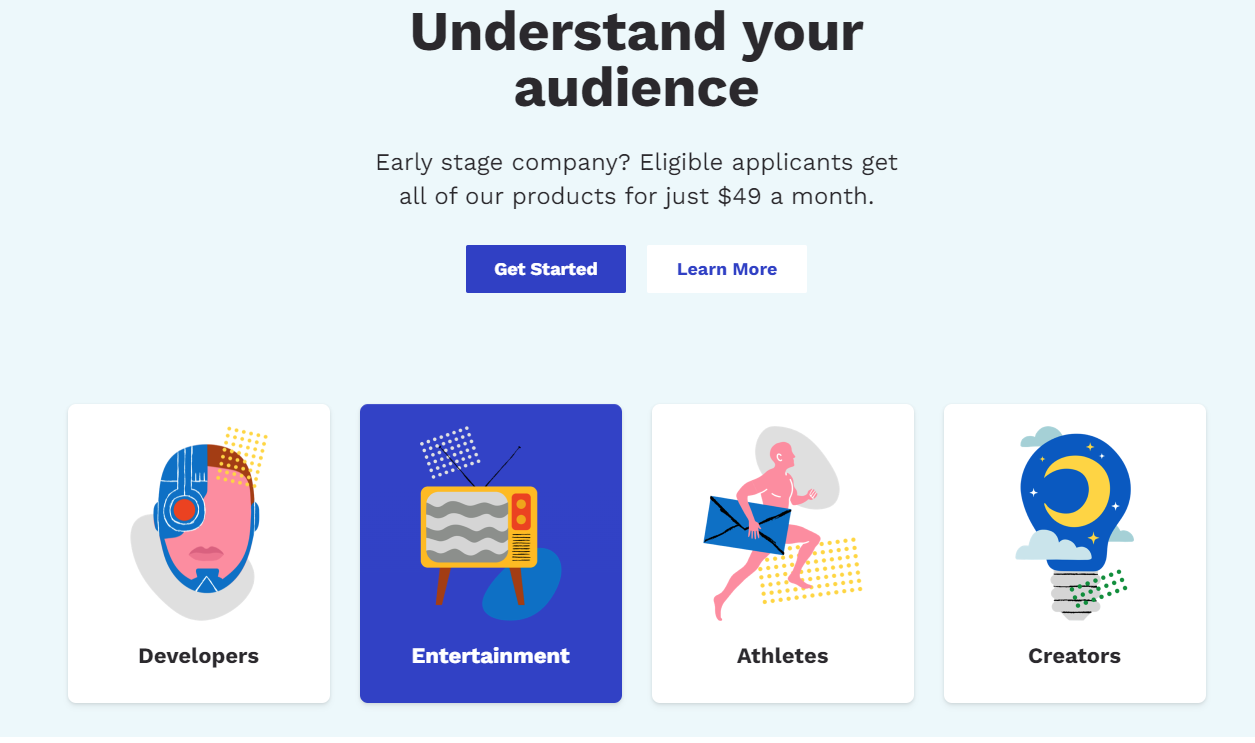 Understand your
audience
Early stage company? Eligible applicants get
all of our products for just $49 a month.
Get Started
Learn More
Developers
Entertainment
Athletes
Creators